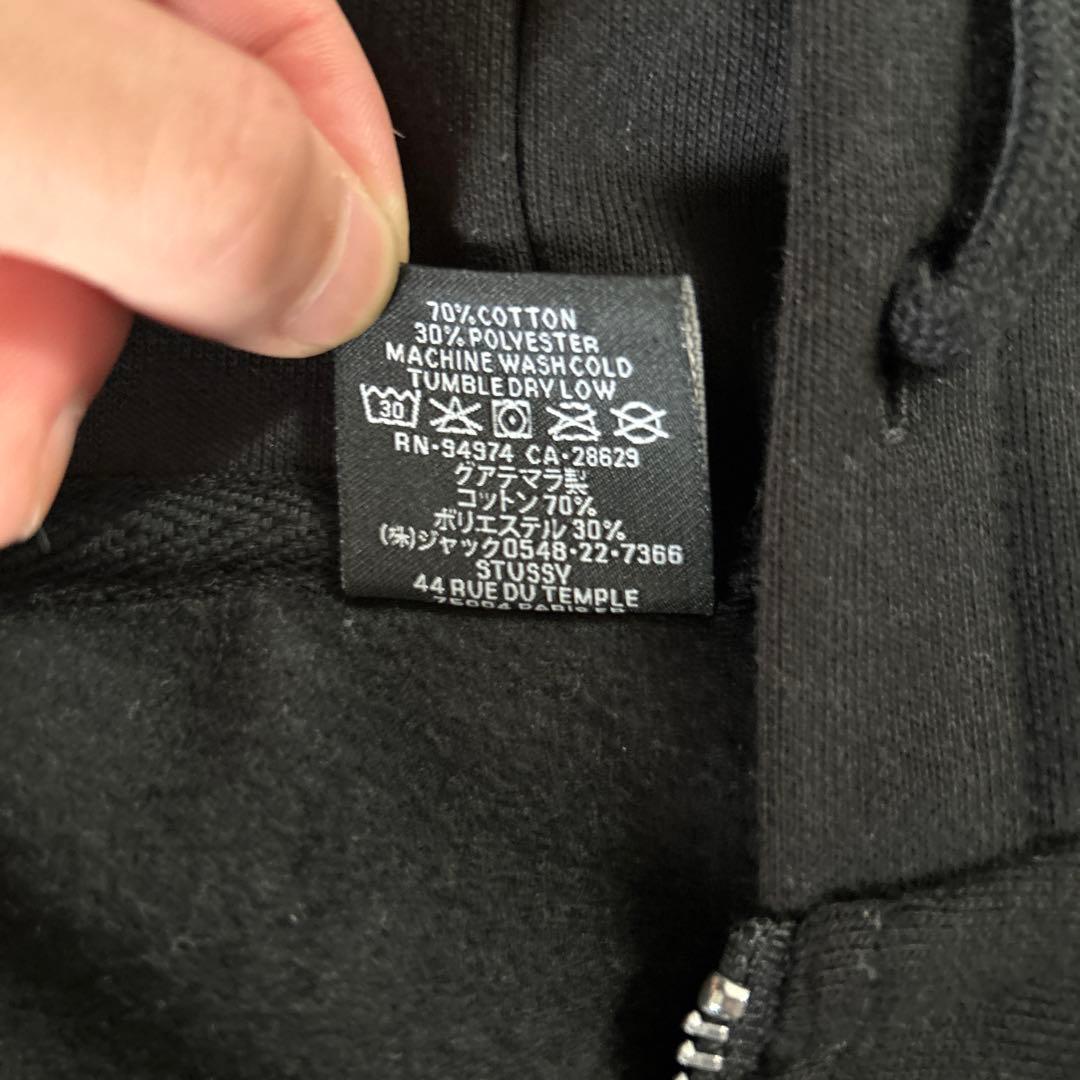 70% COTTON
30% POLYESTER
MACHINE WASH COLD
TUMBLE DRY LOW
30
RN-94974 CA-28629
グアテマラ製
コットン 70%
ポリエステル 30%
(株)ジャック0548・22・7366
STUSSY
44 RUE DU TEMPLE